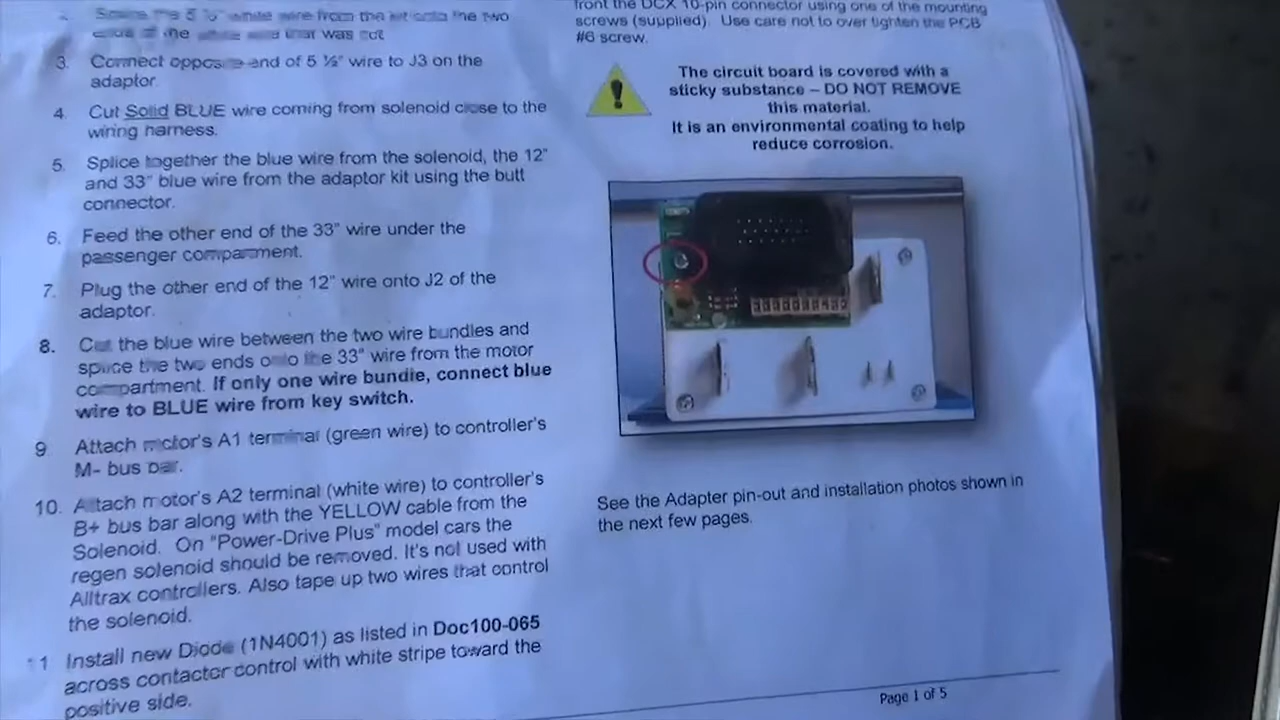 white wire from the kit onto the two
that was cut
3. Connect opposite end of 5 ½" wire to J3 on the
adaptor.
4. Cut Solid BLUE wire coming from solenoid close to the
wiring harness.
5. Splice together the blue wire from the solenoid, the 12"
and 33" blue wire from the adaptor kit using the butt
connector.
6. Feed the other end of the 33" wire under the
passenger compartment.
7. Plug the other end of the 12" wire onto J2 of the
adaptor.
8. Cut the blue wire between the two wire bundles and
splice the two ends onto the 33" wire from the motor
compartment. If only one wire bundle, connect blue
wire to BLUE wire from key switch.
9 Attach motor's A1 terminal (green wire) to controller's
M- bus bar.
10. Attach motor's A2 terminal (white wire) to controller's
B+ bus bar along with the YELLOW cable from the
Solenoid. On "Power-Drive Plus" model cars the
regen solenoid should be removed. It's not used with
Alltrax controllers. Also tape up two wires that control
the solenoid.
11 Install new Diode (1N4001) as listed in Doc100-065
across contactor control with white stripe toward the
positive side.
front the DCX 10-pin connector using one of the mounting
screws (supplied). Use care not to over tighten the PCB
#6 screw.
The circuit board is covered with a
sticky substance – DO NOT REMOVE
this material.
It is an environmental coating to help
reduce corrosion.
See the Adapter pin-out and installation photos shown in
the next few pages.
Page 1 of 5